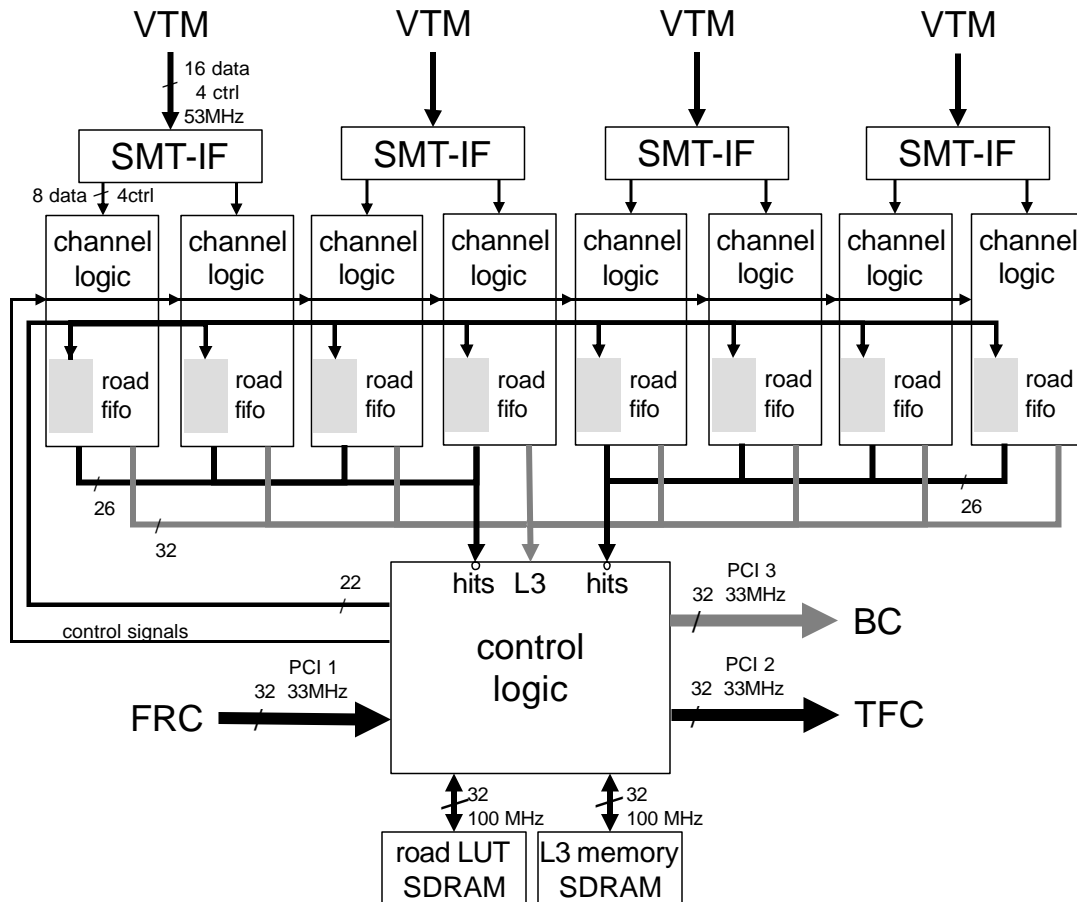 VTM VTM VTM VTM
16 data
4 ctrl
53MHz
SMT-IF SMT-IF SMT-IF SMT-IF
8 data 4ctrl
channel logic
channel logic
channel logic
channel logic
channel logic
channel logic
channel logic
channel logic
road fifo
road fifo
road fifo
road fifo
road fifo
road fifo
road fifo
road fifo
26
26
32
hits L3 hits
22
control signals
control
logic
PCI 3
32 33MHz
BC
PCI 1
32 33MHz
FRC
PCI 2
32 33MHz
TFC
32
100 MHz
32
100 MHz
road LUT
SDRAM
L3 memory
SDRAM